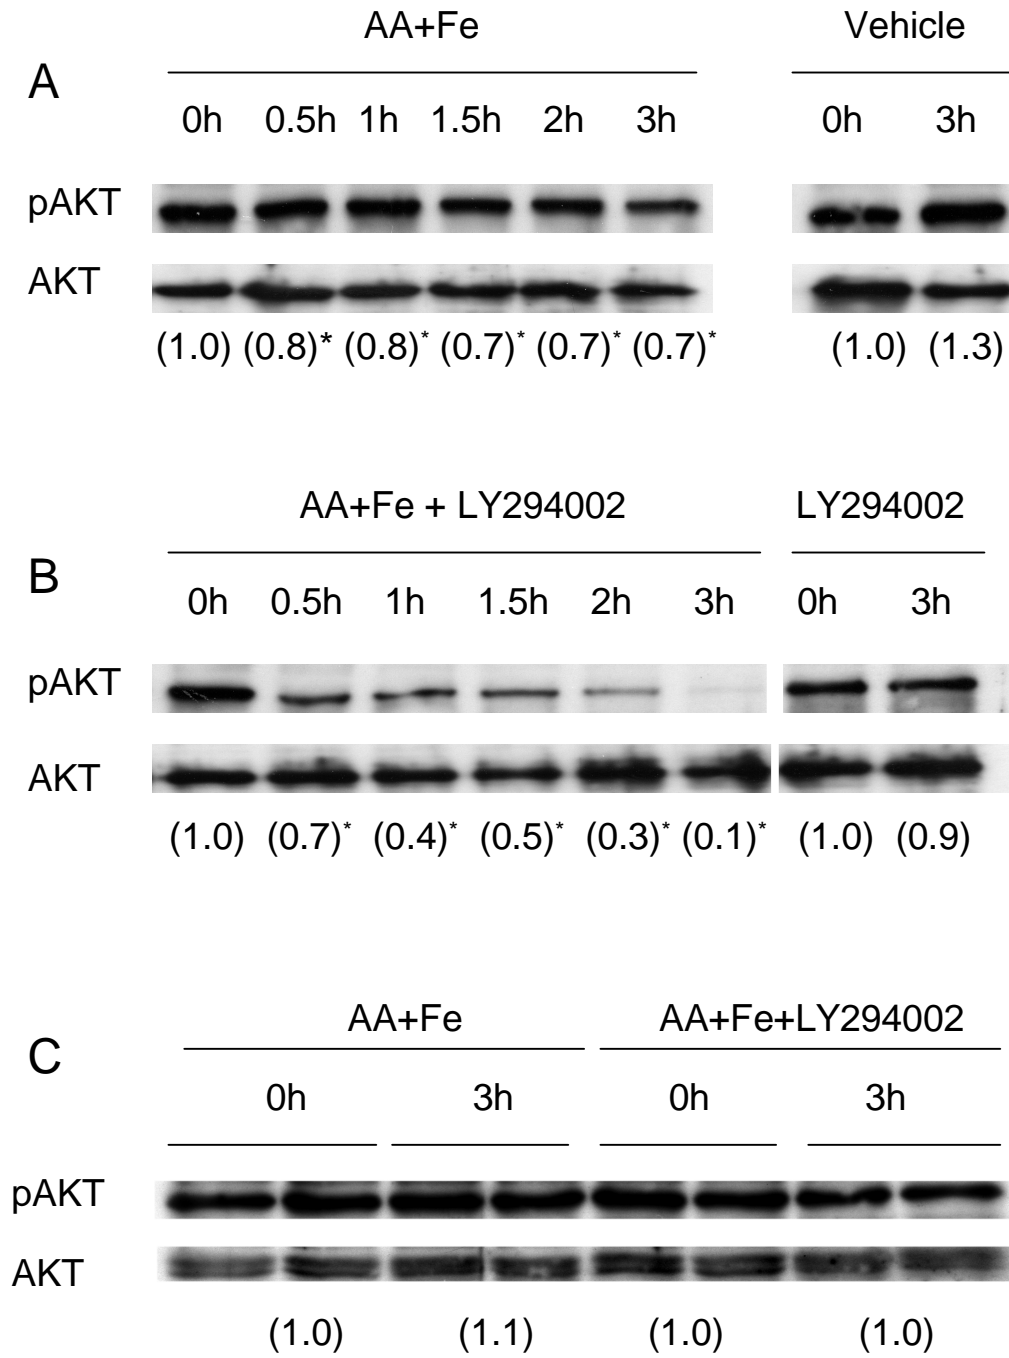 AA+Fe Vehicle
A
0h 0.5h 1h 1.5h 2h 3h 0h 3h
pAKT
AKT
(1.0) (0.8)* (0.8)* (0.7)* (0.7)* (0.7)* (1.0) (1.3)
AA+Fe + LY294002 LY294002
B
0h 0.5h 1h 1.5h 2h 3h 0h 3h
pAKT
AKT
(1.0) (0.7)* (0.4)* (0.5)* (0.3)* (0.1)* (1.0) (0.9)
AA+Fe AA+Fe+LY294002
C
0h 3h 0h 3h
pAKT
AKT
(1.0) (1.1) (1.0) (1.0)